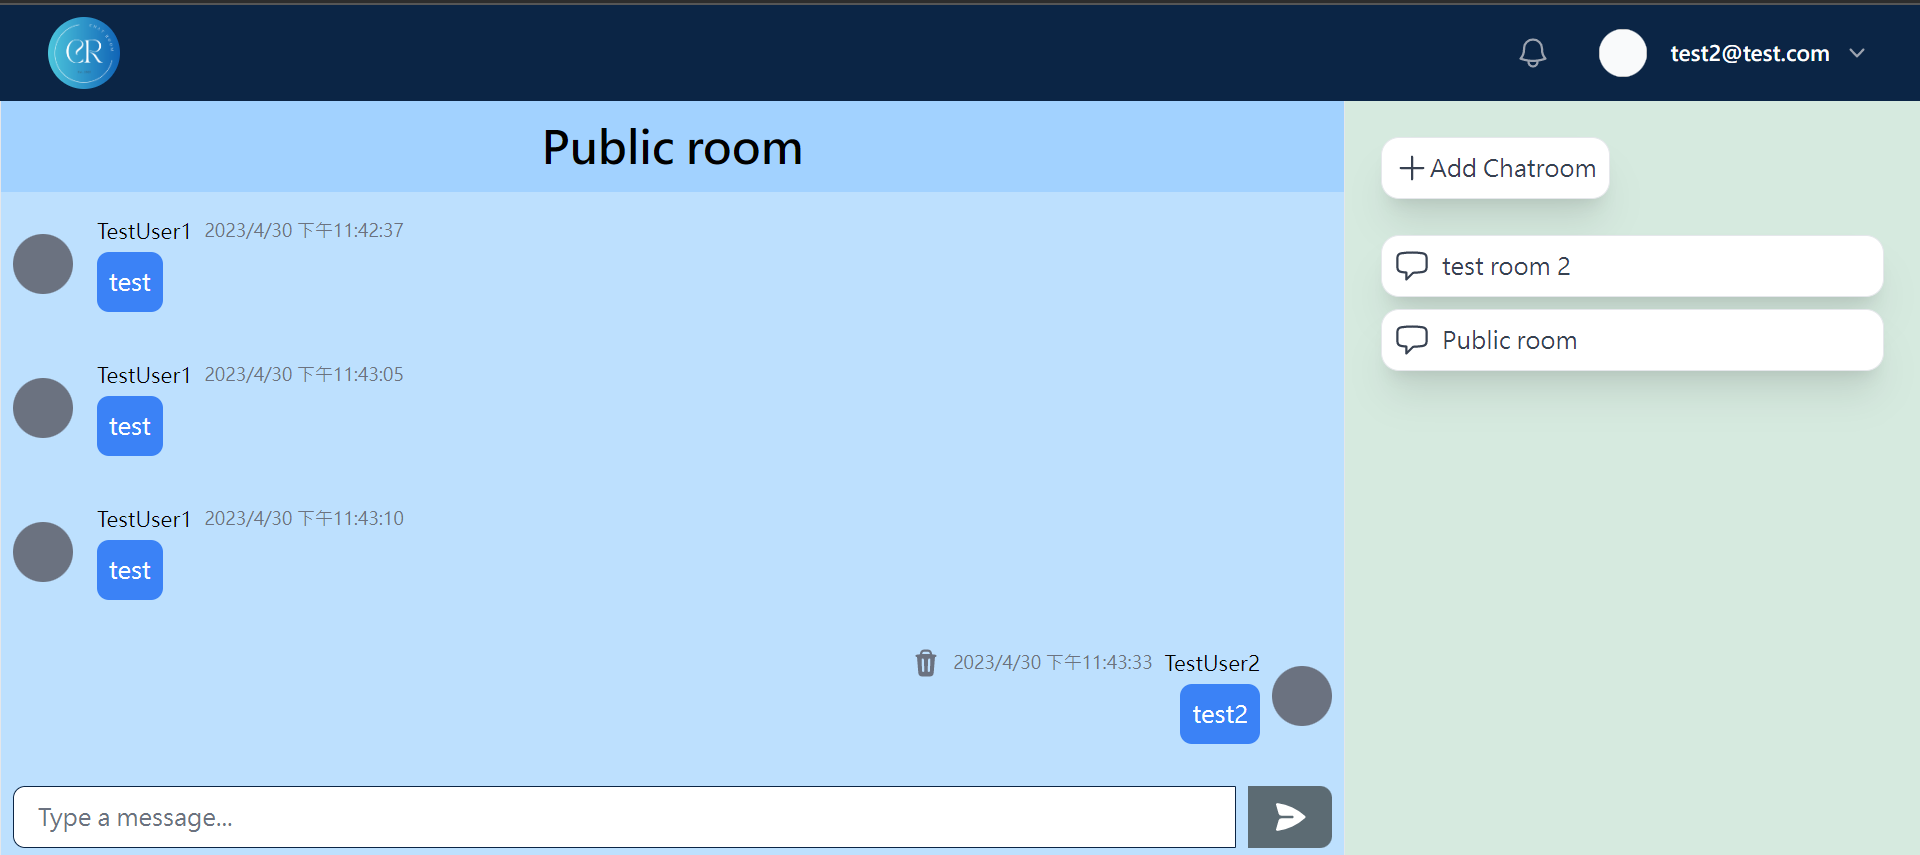 CR
test2@test.com
Public room
TestUser1 2023/4/30 下午11:42:37
test
TestUser1 2023/4/30 下午11:43:05
test
TestUser1 2023/4/30 下午11:43:10
test
2023/4/30 下午11:43:33 TestUser2
test2
Type a message...
Add Chatroom
test room 2
Public room